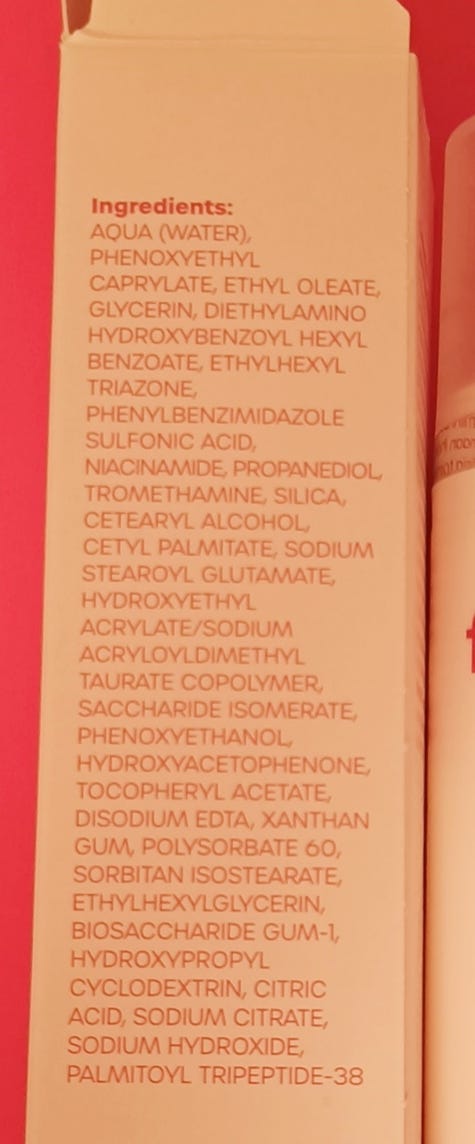 Ingredients:
AQUA (WATER),
PHENOXYETHYL
CAPRYLATE, ETHYL OLEATE,
GLYCERIN, DIETHYLAMINO
HYDROXYBENZOYL HEXYL
BENZOATE, ETHYLHEXYL
TRIAZONE,
PHENYLBENZIMIDAZOLE
SULFONIC ACID,
NIACINAMIDE, PROPANEDIOL,
TROMETHAMINE, SILICA,
CETEARYL ALCOHOL,
CETYL PALMITATE, SODIUM
STEAROYL GLUTAMATE,
HYDROXYETHYL
ACRYLATE/SODIUM
ACRYLOYLDIMETHYL
TAURATE COPOLYMER,
SACCHARIDE ISOMERATE,
PHENOXYETHANOL,
HYDROXYACETOPHENONE,
TOCOPHERYL ACETATE,
DISODIUM EDTA, XANTHAN
GUM, POLYSORBATE 60,
SORBITAN ISOSTEARATE,
ETHYLHEXYLGLYCERIN,
BIOSACCHARIDE GUM-1,
HYDROXYPROPYL
CYCLODEXTRIN, CITRIC
ACID, SODIUM CITRATE,
SODIUM HYDROXIDE,
PALMITOYL TRIPEPTIDE-38